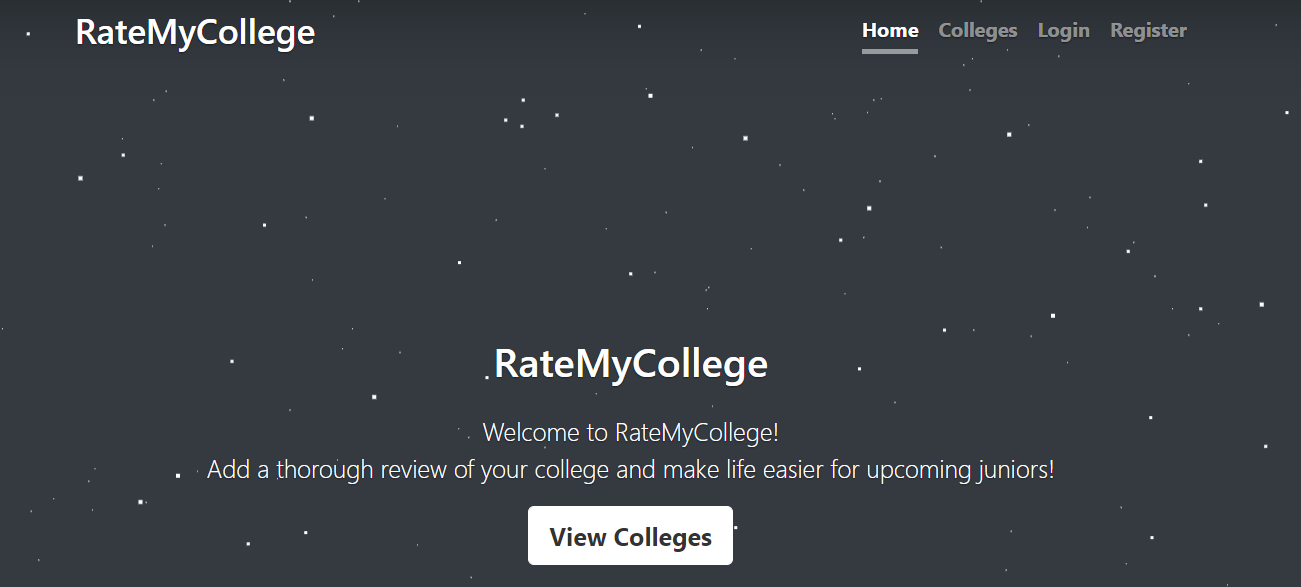 RateMyCollege
Home Colleges Login Register
RateMyCollege
Welcome to RateMyCollege!
Add a thorough review of your college and make life easier for upcoming juniors!
View Colleges